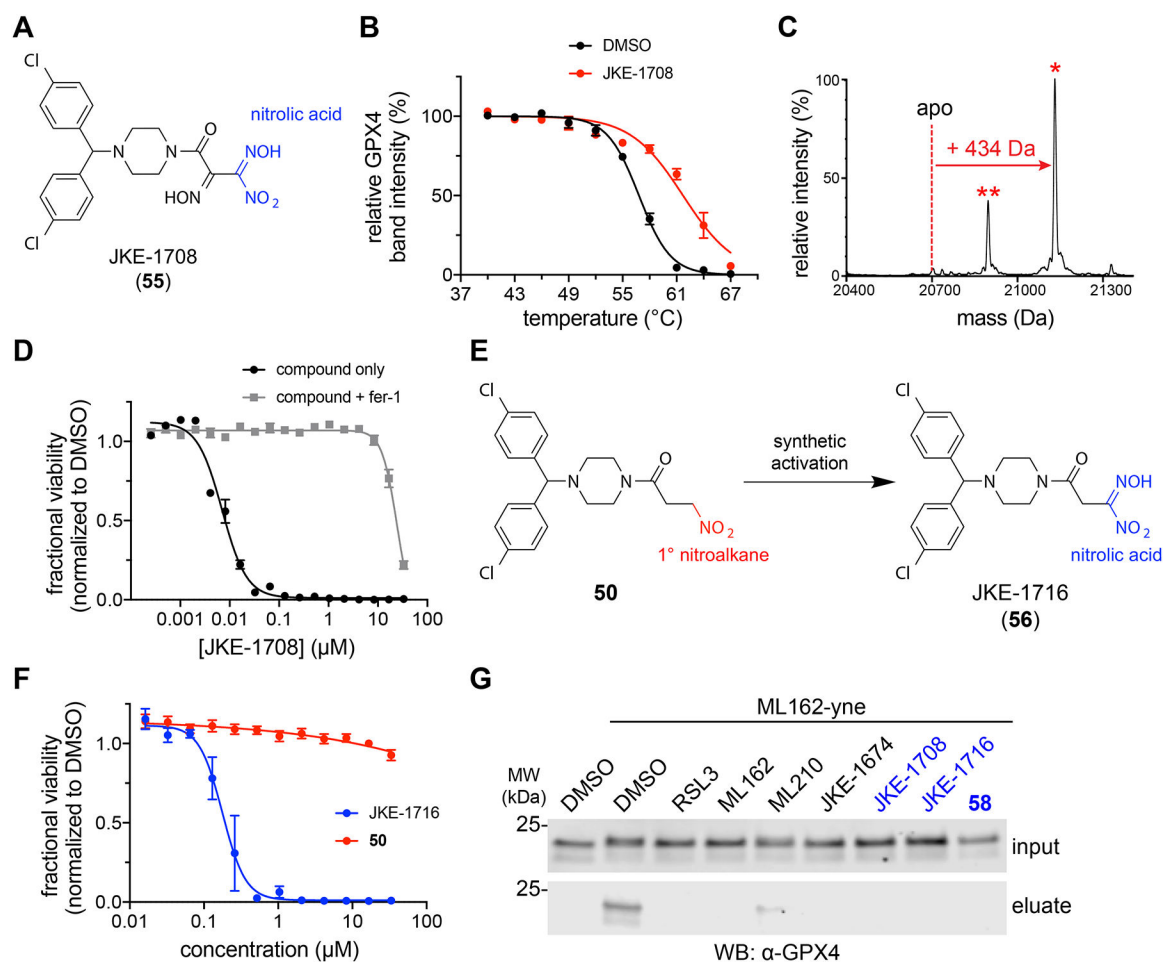 A
Cl
nitrolic acid
O
N
NOH
N
HON
NO2
Cl
JKE-1708
(55)
B
DMSO
JKE-1708
relative GPX4
band intensity (%)
100
50
0
37 43 49 55 61 67
temperature (°C)
C
relative intensity (%)
100
50
0
apo
+ 434 Da
*
**
20400 20700 21000 21300
mass (Da)
D
compound only
compound + fer-1
fractional viability
(normalized to DMSO)
1.0
0.5
0.0
0.001 0.01 0.1 1 10 100
[JKE-1708] (µM)
E
Cl
O
N
N
NO2
1° nitroalkane
Cl
50
synthetic
activation
Cl
O
N
NOH
N
NO2
nitrolic acid
Cl
JKE-1716
(56)
F
fractional viability
(normalized to DMSO)
1.0
0.5
0.0
JKE-1716
50
0.01 0.1 1 10 100
concentration (µM)
G
ML162-yne
MW
(kDa)
DMSO DMSO RSL3 ML162 ML210 JKE-1674 JKE-1708 JKE-1716 58
25
input
25
eluate
WB: α-GPX4